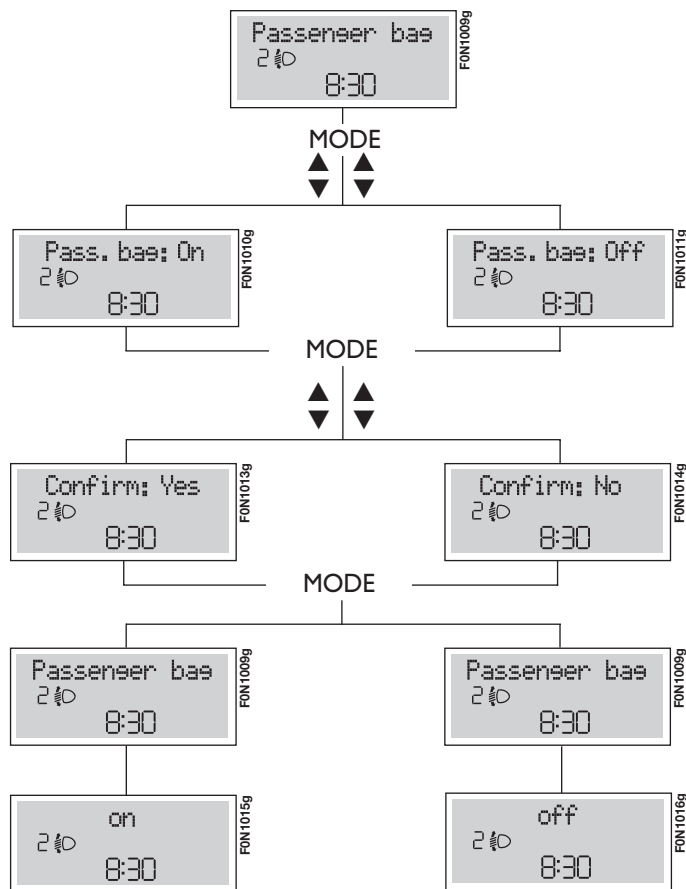 Passenger bag
2
8:30
F0N1009g
MODE
Pass. bag: On
2
8:30
F0N1010g
Pass. bag: Off
2
8:30
F0N1011g
MODE
Confirm: Yes
2
8:30
F0N1013g
Confirm: No
2
8:30
F0N1014g
MODE
Passenger bag
2
8:30
F0N1009g
Passenger bag
2
8:30
F0N1009g
on
2
8:30
F0N1015g
off
2
8:30
F0N1016g